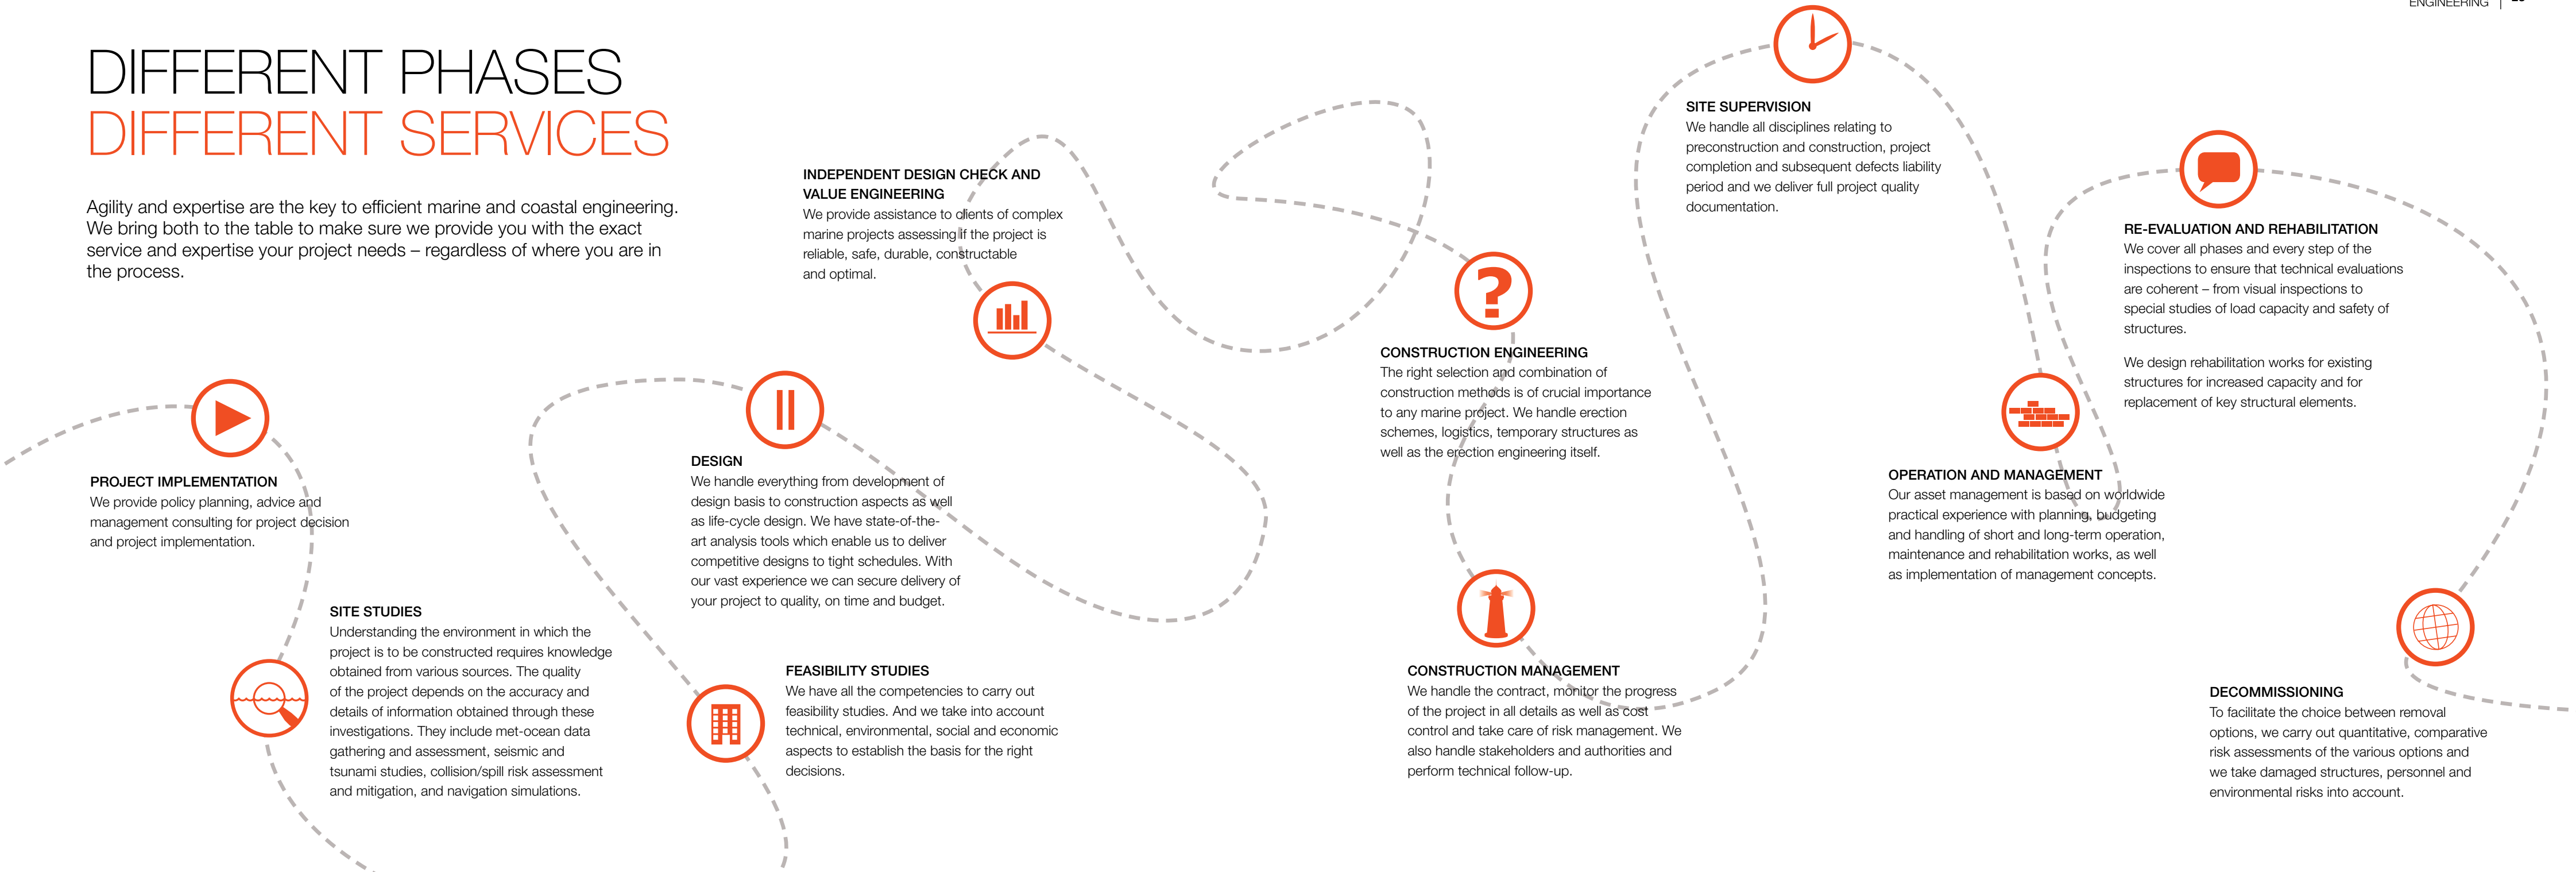 ENGINEERING
DIFFERENT PHASES
DIFFERENT SERVICES
Agility and expertise are the key to efficient marine and coastal engineering.
We bring both to the table to make sure we provide you with the exact
service and expertise your project needs – regardless of where you are in
the process.
PROJECT IMPLEMENTATION
We provide policy planning, advice and
management consulting for project decision
and project implementation.
SITE STUDIES
Understanding the environment in which the
project is to be constructed requires knowledge
obtained from various sources. The quality
of the project depends on the accuracy and
details of information obtained through these
investigations. They include met-ocean data
gathering and assessment, seismic and
tsunami studies, collision/spill risk assessment
and mitigation, and navigation simulations.
FEASIBILITY STUDIES
We have all the competencies to carry out
feasibility studies. And we take into account
technical, environmental, social and economic
aspects to establish the basis for the right
decisions.
DESIGN
We handle everything from development of
design basis to construction aspects as well
as life-cycle design. We have state-of-the-
art analysis tools which enable us to deliver
competitive designs to tight schedules. With
our vast experience we can secure delivery of
your project to quality, on time and budget.
INDEPENDENT DESIGN CHECK AND
VALUE ENGINEERING
We provide assistance to clients of complex
marine projects assessing if the project is
reliable, safe, durable, constructable
and optimal.
?
CONSTRUCTION ENGINEERING
The right selection and combination of
construction methods is of crucial importance
to any marine project. We handle erection
schemes, logistics, temporary structures as
well as the erection engineering itself.
CONSTRUCTION MANAGEMENT
We handle the contract, monitor the progress
of the project in all details as well as cost
control and take care of risk management. We
also handle stakeholders and authorities and
perform technical follow-up.
SITE SUPERVISION
We handle all disciplines relating to
preconstruction and construction, project
completion and subsequent defects liability
period and we deliver full project quality
documentation.
OPERATION AND MANAGEMENT
Our asset management is based on worldwide
practical experience with planning, budgeting
and handling of short and long-term operation,
maintenance and rehabilitation works, as well
as implementation of management concepts.
RE-EVALUATION AND REHABILITATION
We cover all phases and every step of the
inspections to ensure that technical evaluations
are coherent – from visual inspections to
special studies of load capacity and safety of
structures.
We design rehabilitation works for existing
structures for increased capacity and for
replacement of key structural elements.
DECOMMISSIONING
To facilitate the choice between removal
options, we carry out quantitative, comparative
risk assessments of the various options and
we take damaged structures, personnel and
environmental risks into account.